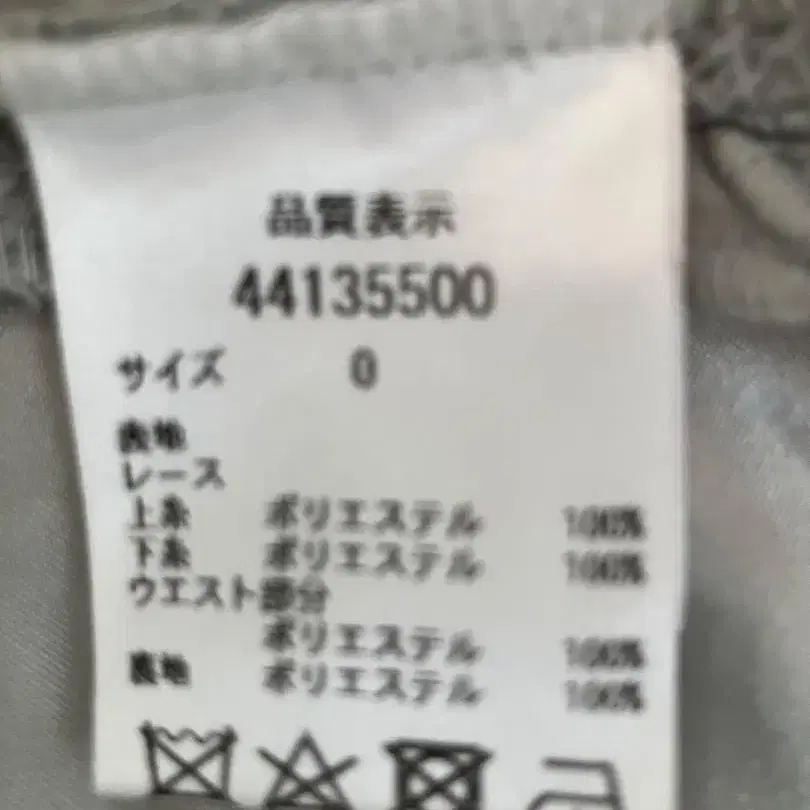 品質表示
44135500
サイズ 0
表地
レース
上糸 ポリエステル 100%
下糸 ポリエステル 100%
ウエスト部分
ポリエステル 100%
裏地 ポリエステル 100%